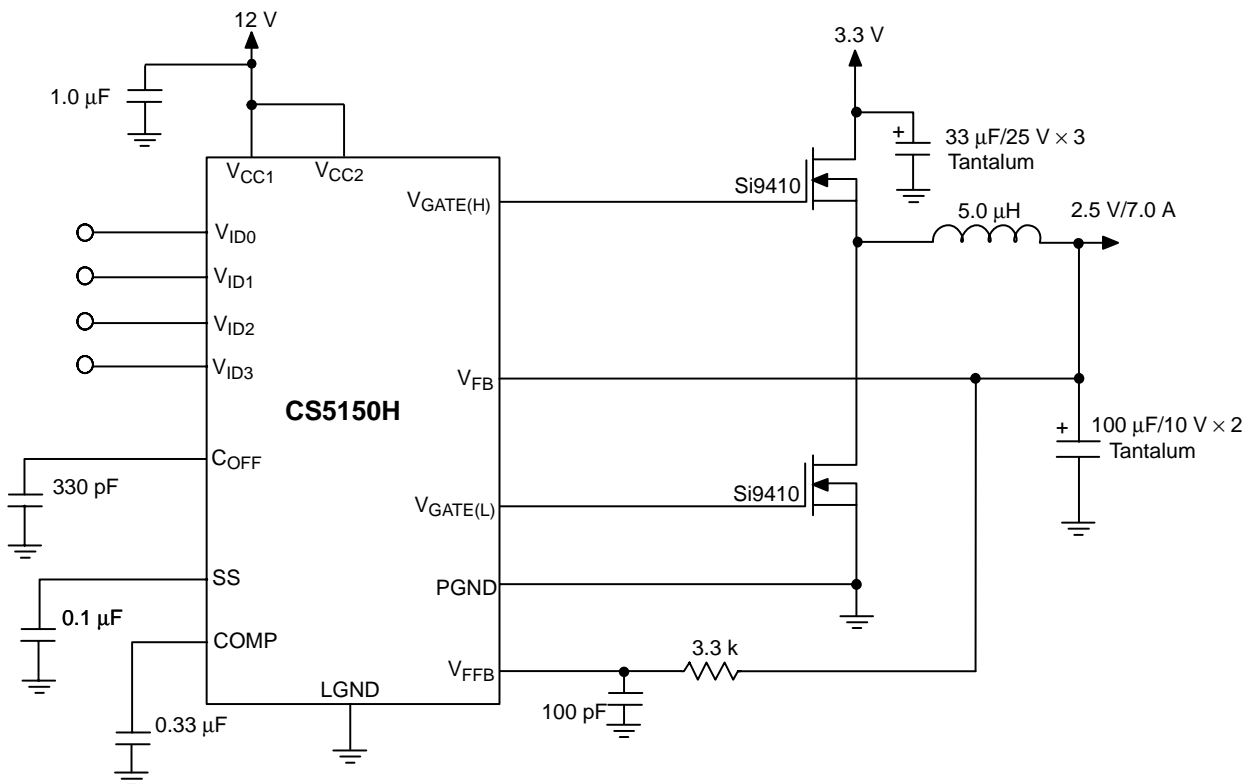 12 V
3.3 V
1.0 μF
+
33 μF/25 V × 3
Tantalum
VCC1
VCC2
VGATE(H)
Si9410
5.0 μH
2.5 V/7.0 A
VID0
VID1
VID2
VID3
VFB
CS5150H
+
100 μF/10 V × 2
Tantalum
COFF
330 pF
VGATE(L)
Si9410
SS
PGND
0.1 μF
COMP
3.3 k
VFFB
LGND
100 pF
0.33 μF